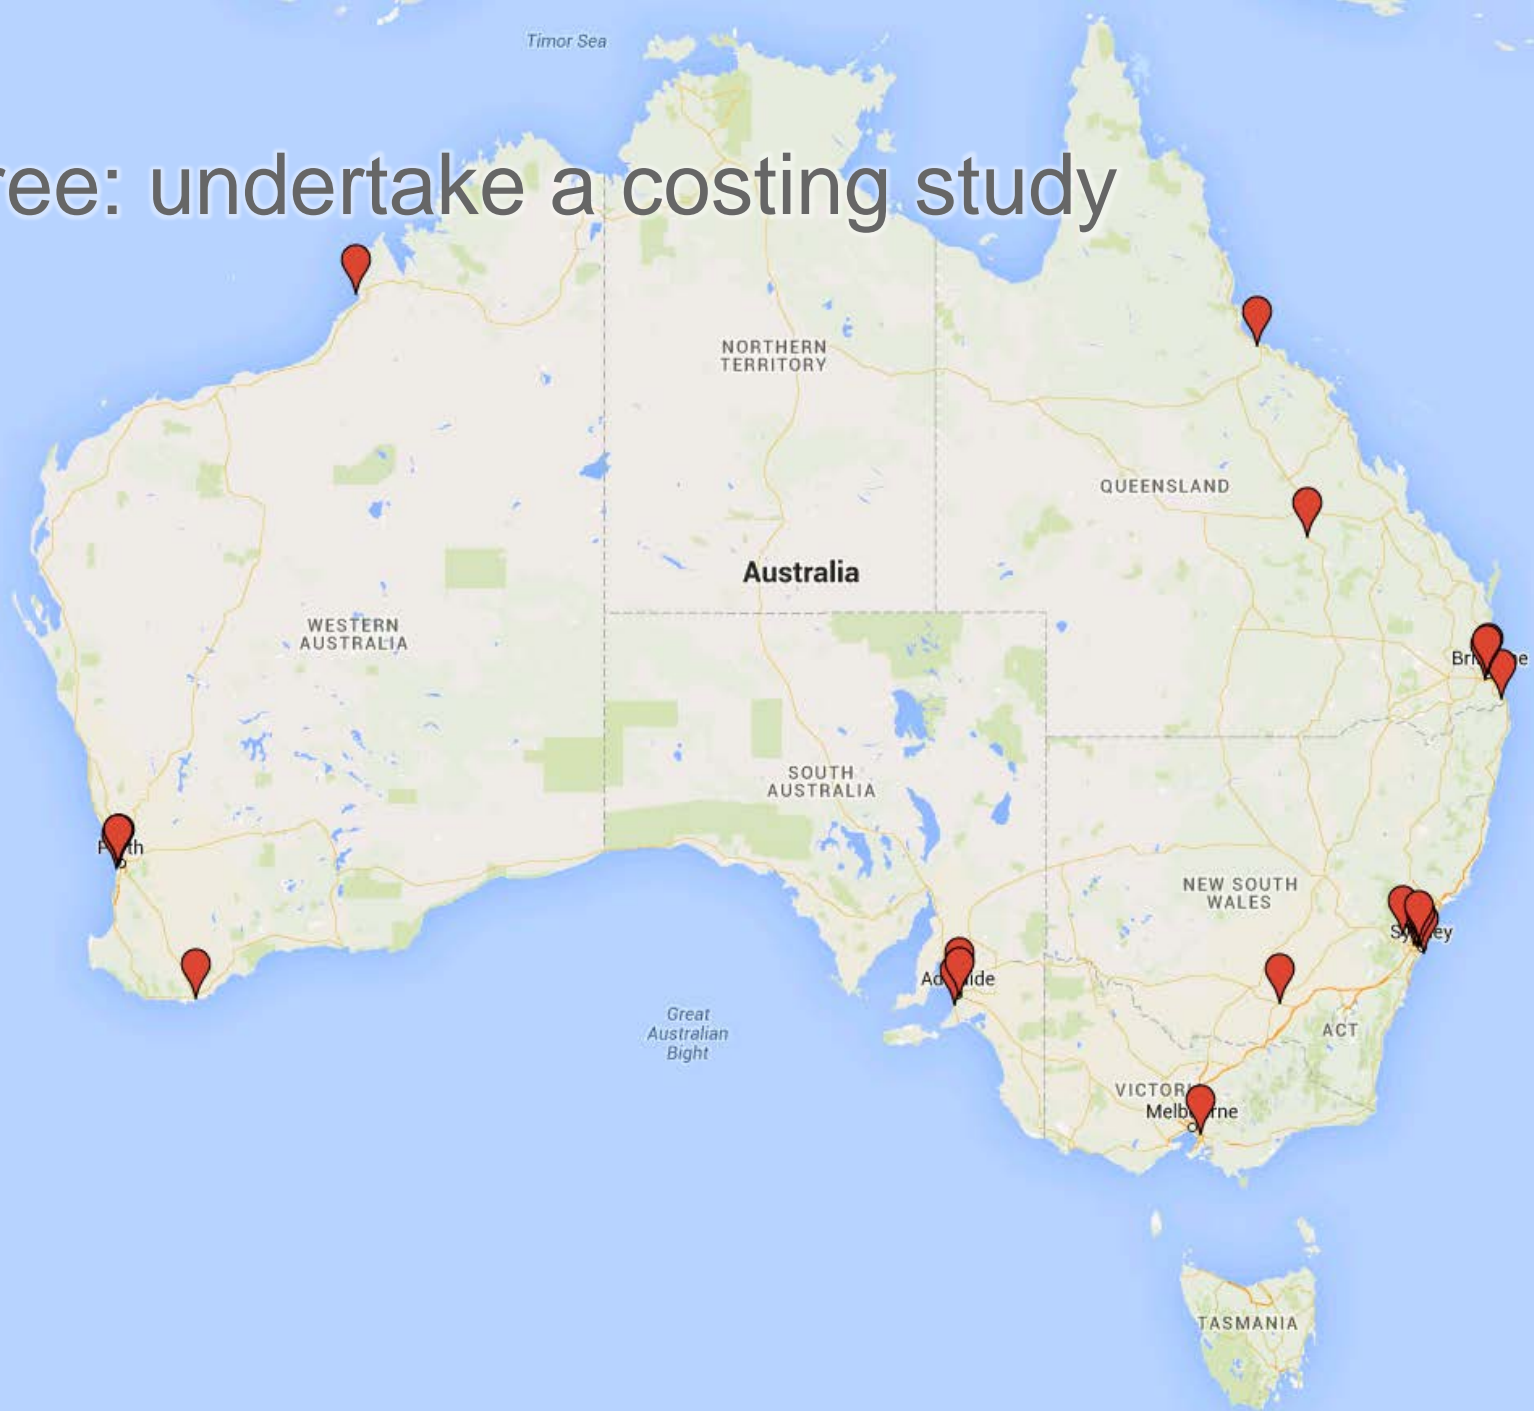 Timor Sea
ree: undertake a costing study
NORTHERN
TERRITORY
QUEENSLAND
Australia
WESTERN
AUSTRALIA
SOUTH
AUSTRALIA
NEW SOUTH
WALES
Great
Australian
Bight
ACT
TASMANIA